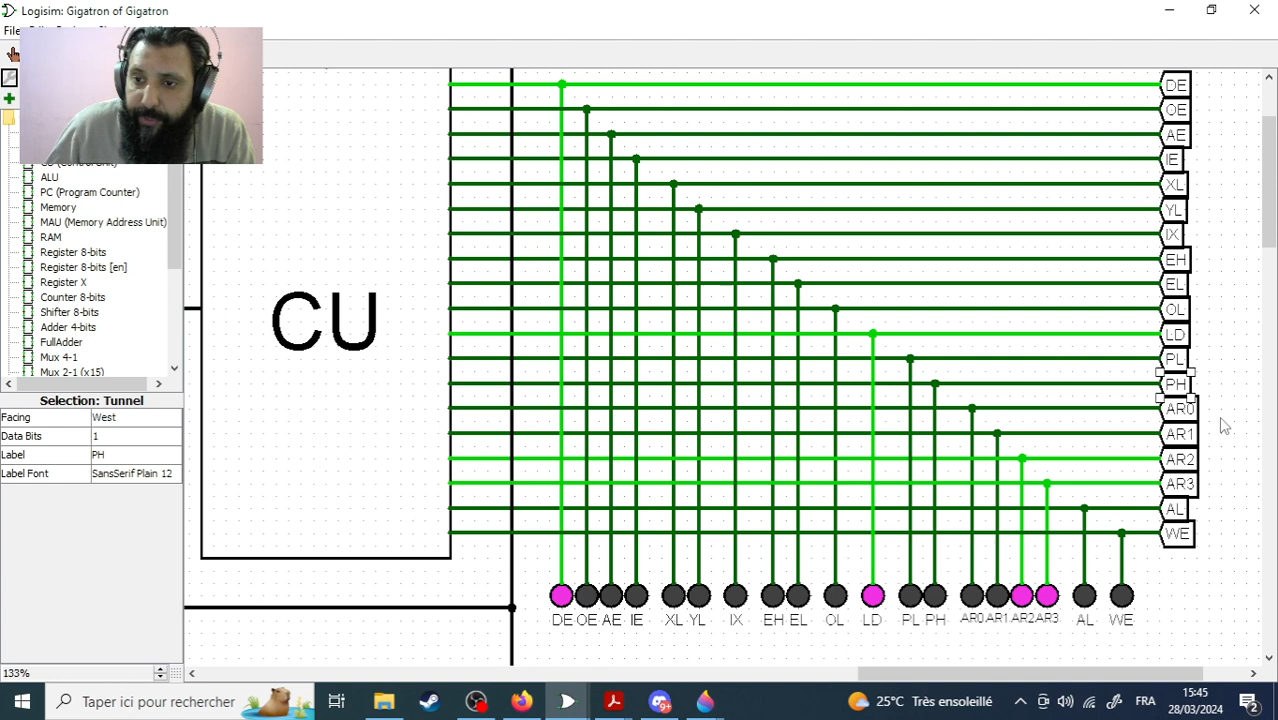 Logisim: Gigatron of Gigatron
ALU
PC (Program Counter)
Memory
MAU (Memory Address Unit)
RAM
Register 8-bits
Register 8-bits [en]
Register X
Counter 8-bits
Shifter 8-bits
Adder 4-bits
FullAdder
Mux 4-1
Mux 2-1 (x15)
Selection: Tunnel
Facing West
Data Bits 1
Label PH
Label Font SansSerif Plain 12
133%
CU
DE
OE
AE
IE
XL
YL
IX
EH
EL
OL
LD
PL
PH
AR0
AR1
AR2
AR3
AL
WE
DE OE AE IE XL YL IX EH EL OL LD PL PH AR0 AR1 AR2 AR3 AL WE
Taper ici pour rechercher
9+
25°C Très ensoleillé
FRA
15:45
28/03/2024
2